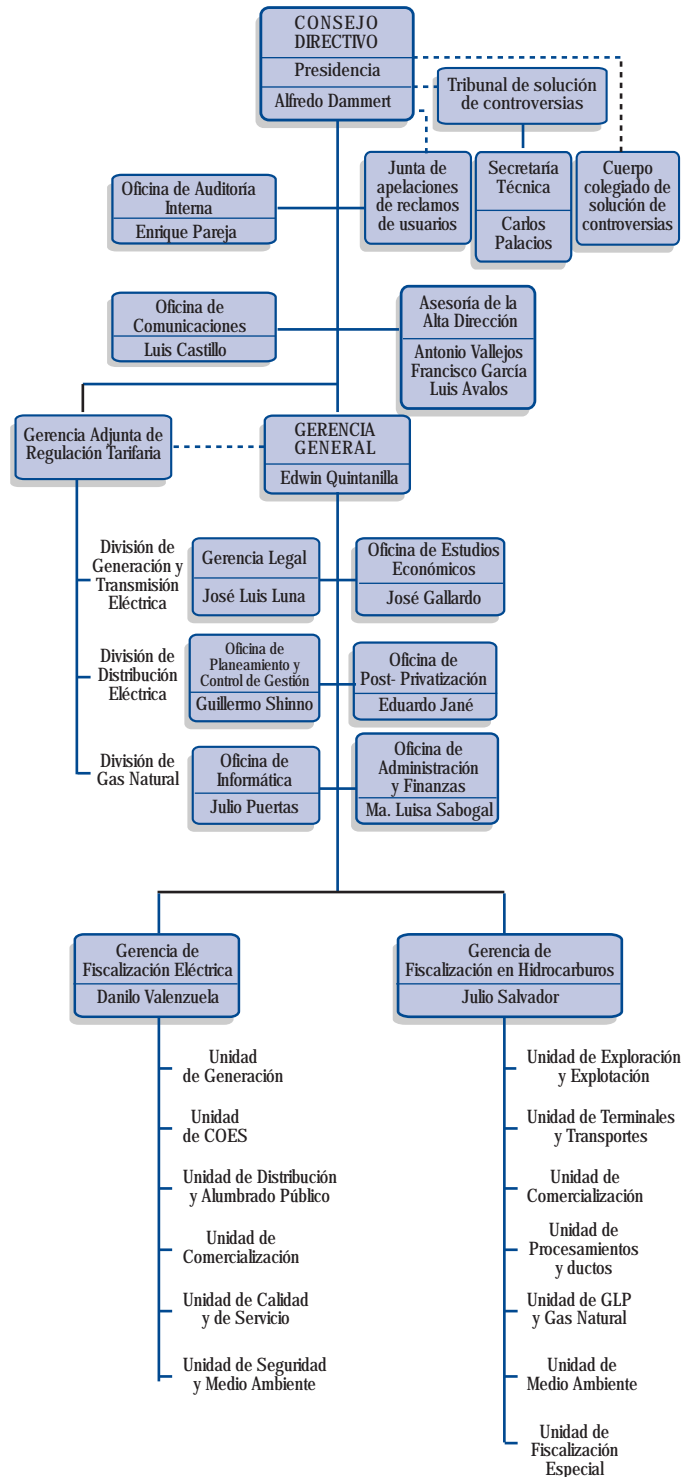 CONSEJO
DIRECTIVO
Presidencia
Alfredo Dammert
Tribunal de solución
de controversias
Junta de
apelaciones
de reclamos
de usuarios
Secretaría
Técnica
Carlos
Palacios
Cuerpo
colegiado de
solución de
controversias
Oficina de Auditoría
Interna
Enrique Pareja
Oficina de
Comunicaciones
Luis Castillo
Asesoría de la
Alta Dirección
Antonio Vallejos
Francisco García
Luis Avalos
Gerencia Adjunta de
Regulación Tarifaria
GERENCIA
GENERAL
Edwin Quintanilla
División de
Generación y
Transmisión
Eléctrica
Gerencia Legal
José Luis Luna
Oficina de Estudios
Económicos
José Gallardo
División de
Distribución
Eléctrica
Oficina de
Planeamiento y
Control de Gestión
Guillermo Shinno
Oficina de
Post- Privatización
Eduardo Jané
División de
Gas Natural
Oficina de
Informática
Julio Puertas
Oficina de
Administración
y Finanzas
Ma. Luisa Sabogal
Gerencia de
Fiscalización Eléctrica
Danilo Valenzuela
Gerencia de
Fiscalización en Hidrocarburos
Julio Salvador
Unidad
de Generación
Unidad
de COES
Unidad de Distribución
y Alumbrado Público
Unidad de
Comercialización
Unidad de Calidad
y de Servicio
Unidad de Seguridad
y Medio Ambiente
Unidad de Exploración
y Explotación
Unidad de Terminales
y Transportes
Unidad de
Comercialización
Unidad de
Procesamientos
y ductos
Unidad de GLP
y Gas Natural
Unidad de
Medio Ambiente
Unidad de
Fiscalización
Especial